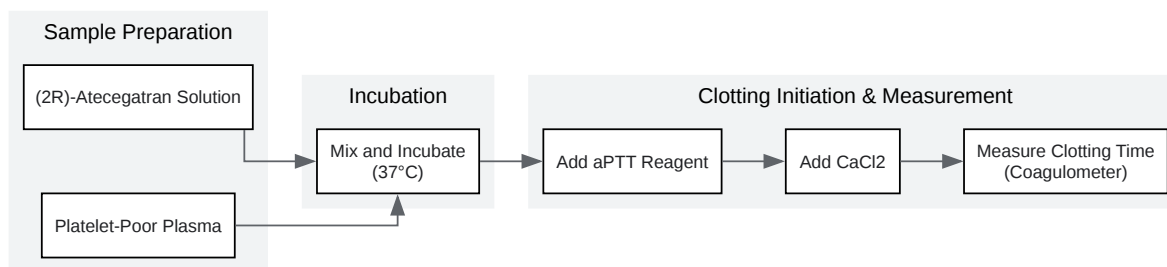 Sample Preparation
(2R)-Atecegatran Solution
Platelet-Poor Plasma
Incubation
Mix and Incubate
(37°C)
Clotting Initiation & Measurement
Add aPTT Reagent
Add CaCl2
Measure Clotting Time
(Coagulometer)